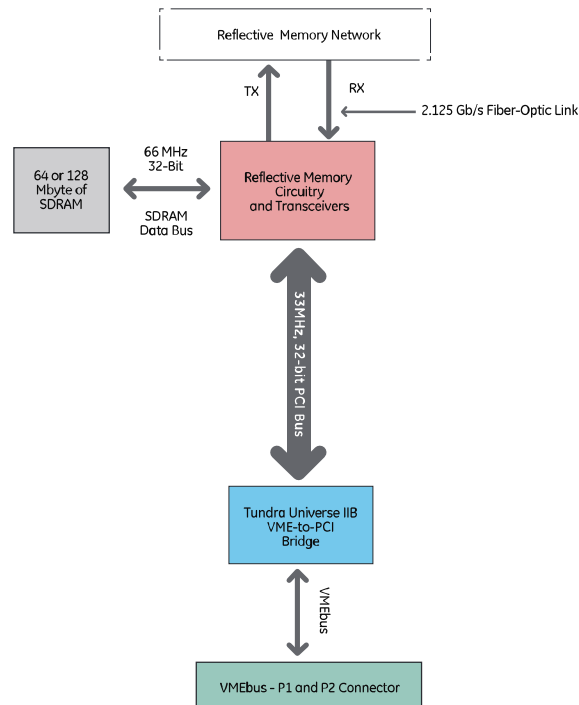 Reflective Memory Network
TX
RX
2.125 Gb/s Fiber-Optic Link
66 MHz
32-Bit
64 or 128
Mbyte of
SDRAM
SDRAM
Data Bus
Reflective Memory
Circuitry
and Transceivers
33MHz, 32-bit PCI Bus
Tundra Universe IIB
VME-to-PCI
Bridge
VMEbus
VMEbus - P1 and P2 Connector